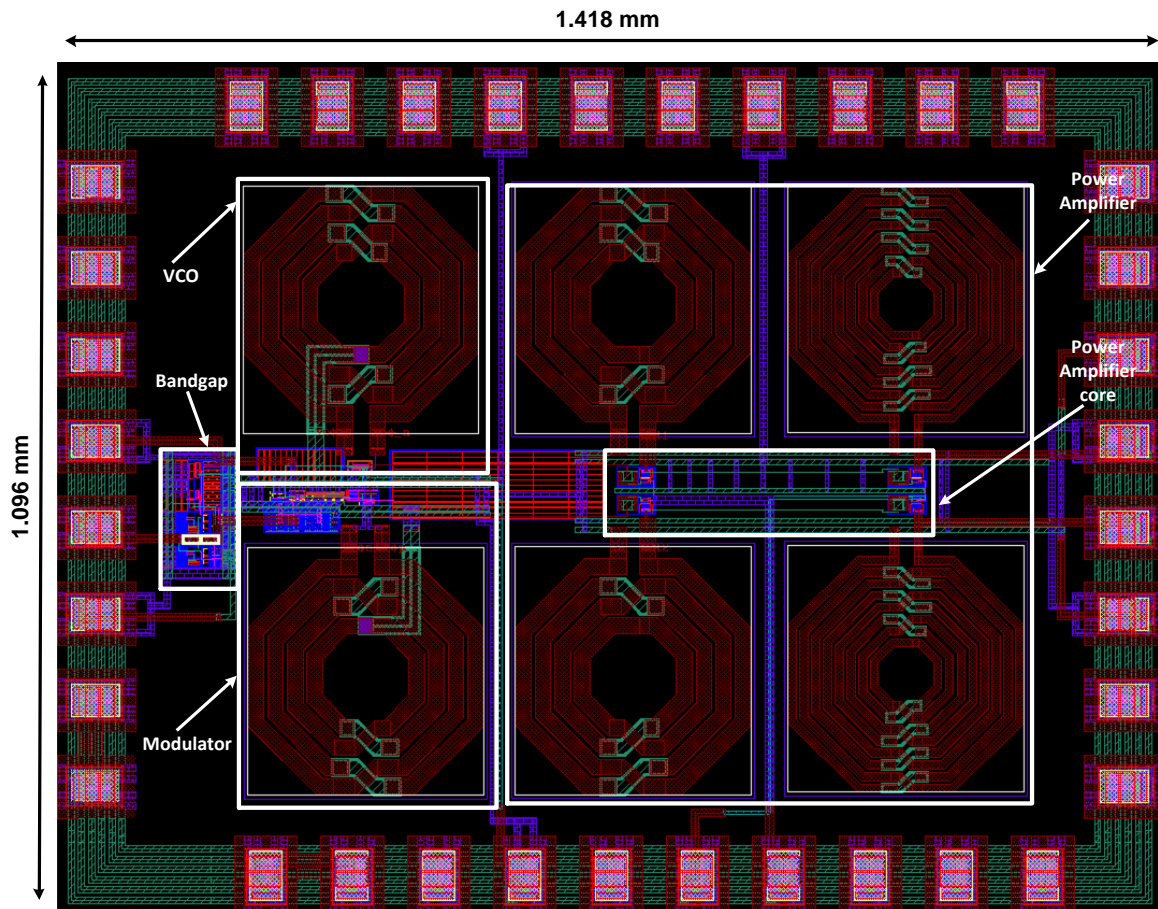 1.418 mm
1.096 mm
Power
Amplifier
VCO
Power
Amplifier
core
Bandgap
Modulator